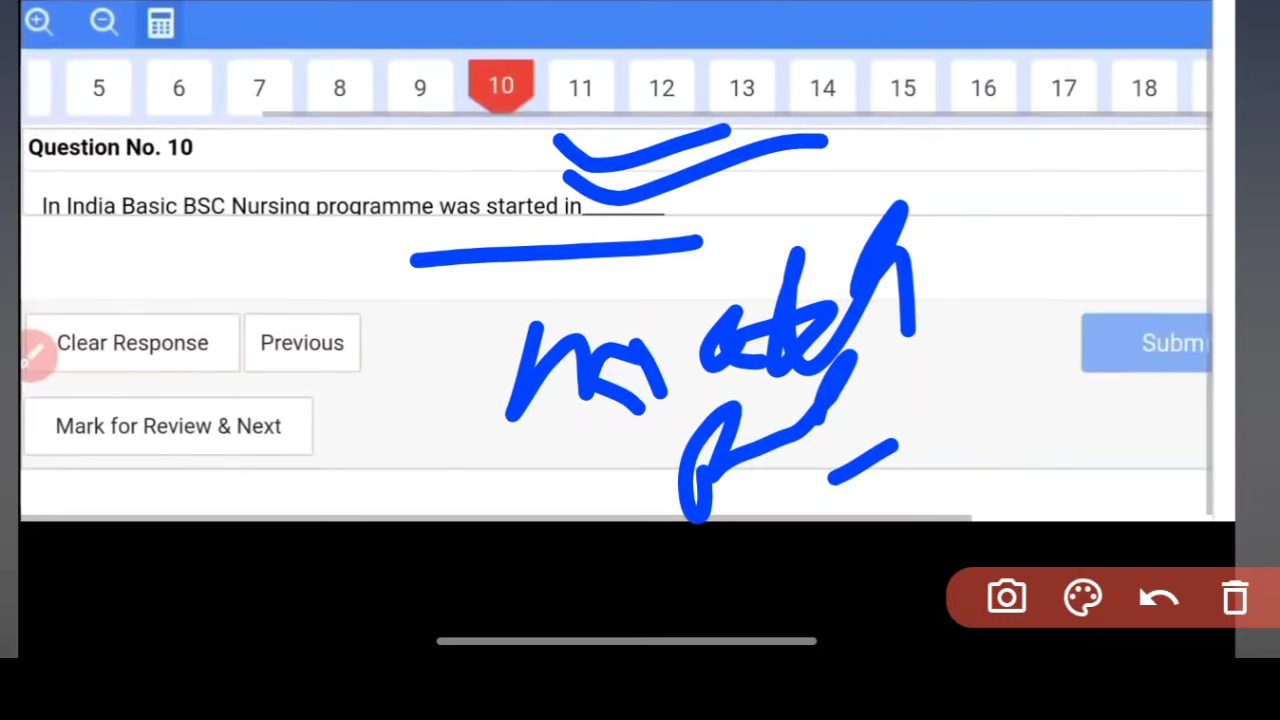 5 6 7 8 9 10 11 12 13 14 15 16 17 18
Question No. 10
In India Basic BSC Nursing programme was started in________
Clear Response Previous Subm
Mark for Review & Next